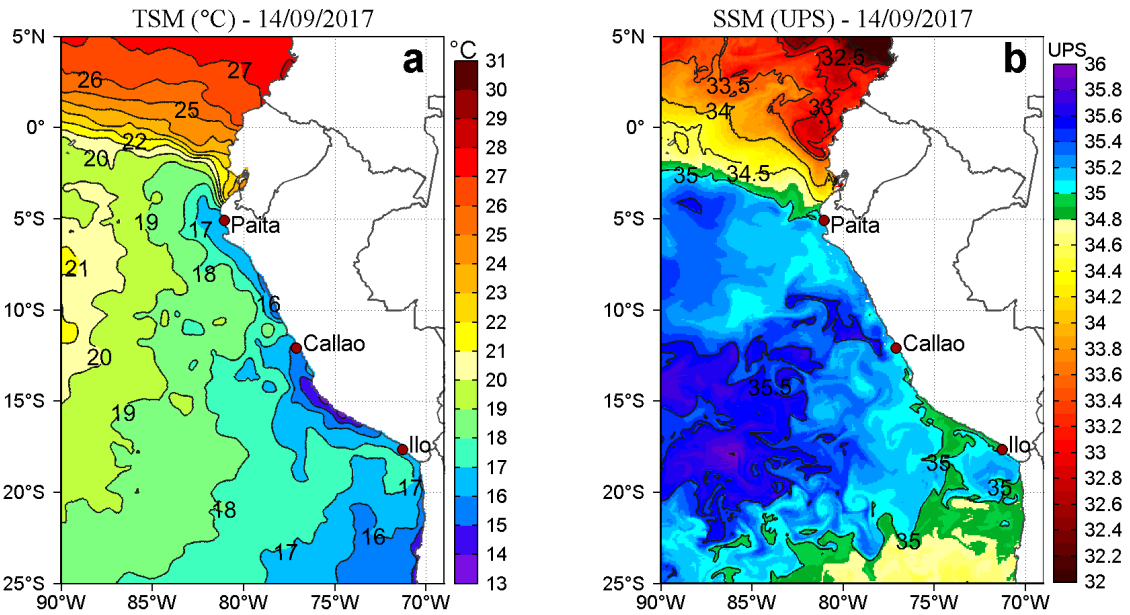 TSM (°C) - 14/09/2017
a
°C
5°N
0°
5°S
10°S
15°S
20°S
25°S
90°W
85°W
80°W
75°W
70°W
27
26
25
22
20
19
17
Paita
21
18
16
20
Callao
19
Ilo
17
18
16
17
31
30
29
28
27
26
25
24
23
22
21
20
19
18
17
16
15
14
13
SSM (UPS) - 14/09/2017
b
UPS
5°N
0°
5°S
10°S
15°S
20°S
25°S
90°W
85°W
80°W
75°W
70°W
32.5
33.5
33
34
34.5
35
Paita
Callao
35.5
Ilo
35
35
35
36
35.8
35.6
35.4
35.2
35
34.8
34.6
34.4
34.2
34
33.8
33.6
33.4
33.2
33
32.8
32.6
32.4
32.2
32